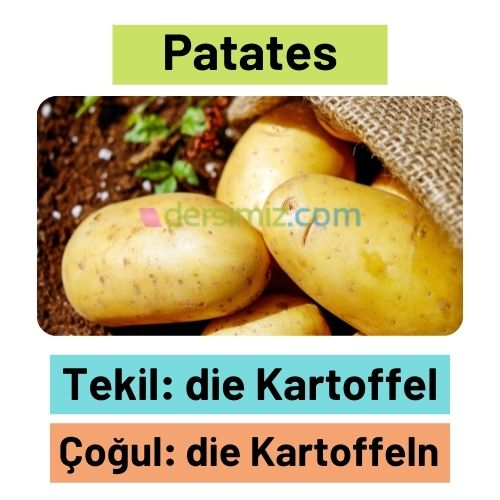 Patates
dersimiz.com
Tekil: die Kartoffel
Çoğul: die Kartoffeln